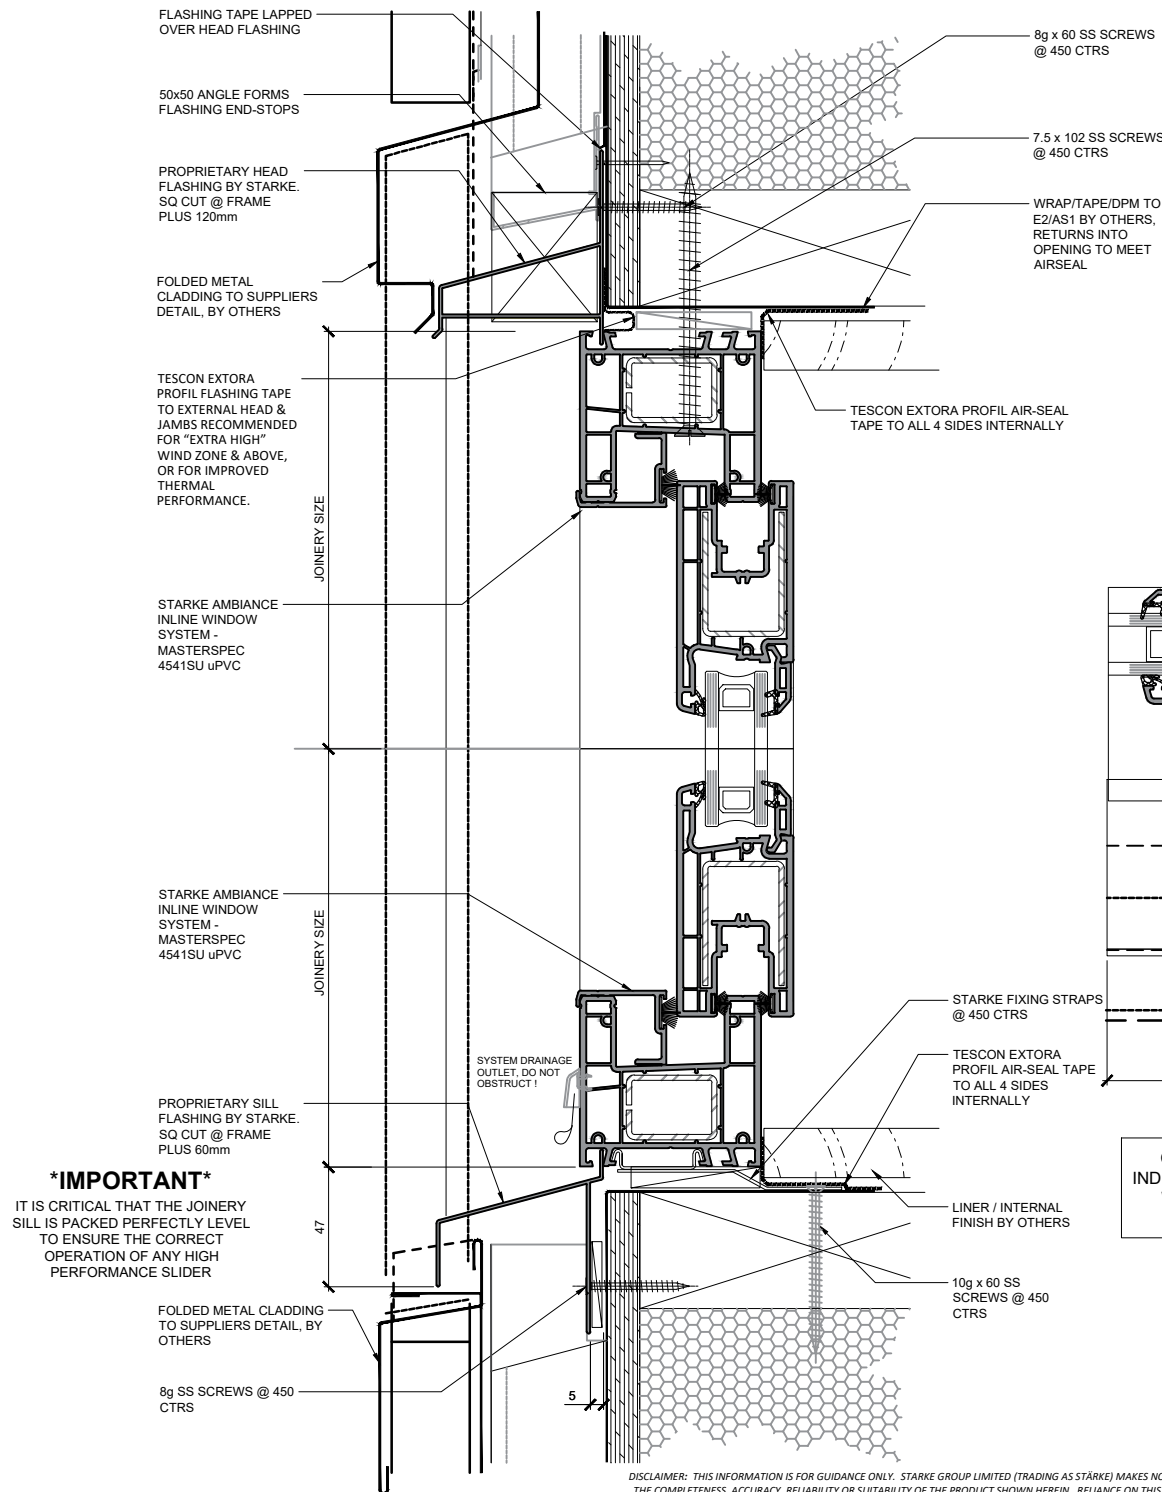 FLASHING TAPE LAPPED
OVER HEAD FLASHING
50x50 ANGLE FORMS
FLASHING END-STOPS
PROPRIETARY HEAD
FLASHING BY STARKE.
SQ CUT @ FRAME
PLUS 120mm
FOLDED METAL
CLADDING TO SUPPLIERS
DETAIL, BY OTHERS
TESCON EXTORA
PROFIL FLASHING TAPE
TO EXTERNAL HEAD &
JAMBS RECOMMENDED
FOR “EXTRA HIGH”
WIND ZONE & ABOVE,
OR FOR IMPROVED
THERMAL
PERFORMANCE.
JOINERY SIZE
STARKE AMBIANCE
INLINE WINDOW
SYSTEM -
MASTERSPEC
4541SU uPVC
STARKE AMBIANCE
INLINE WINDOW
SYSTEM -
MASTERSPEC
4541SU uPVC
JOINERY SIZE
SYSTEM DRAINAGE
OUTLET, DO NOT
OBSTRUCT !
PROPRIETARY SILL
FLASHING BY STARKE.
SQ CUT @ FRAME
PLUS 60mm
*IMPORTANT*
IT IS CRITICAL THAT THE JOINERY
SILL IS PACKED PERFECTLY LEVEL
TO ENSURE THE CORRECT
OPERATION OF ANY HIGH
PERFORMANCE SLIDER
47
FOLDED METAL CLADDING
TO SUPPLIERS DETAIL, BY
OTHERS
8g SS SCREWS @ 450
CTRS
5
8g x 60 SS SCREWS
@ 450 CTRS
7.5 x 102 SS SCREWS
@ 450 CTRS
WRAP/TAPE/DPM TO
E2/AS1 BY OTHERS,
RETURNS INTO
OPENING TO MEET
AIRSEAL
TESCON EXTORA PROFIL AIR-SEAL
TAPE TO ALL 4 SIDES INTERNALLY
STARKE FIXING STRAPS
@ 450 CTRS
TESCON EXTORA
PROFIL AIR-SEAL TAPE
TO ALL 4 SIDES
INTERNALLY
LINER / INTERNAL
FINISH BY OTHERS
10g x 60 SS
SCREWS @ 450
CTRS
IND
DISCLAIMER: THIS INFORMATION IS FOR GUIDANCE ONLY. STARKE GROUP LIMITED (TRADING AS STÄRKE) MAKES NO
THE COMPLETENESS, ACCURACY, RELIABILITY OR SUITABILITY OF THE PRODUCT SHOWN HEREIN. RELIANCE ON THIS